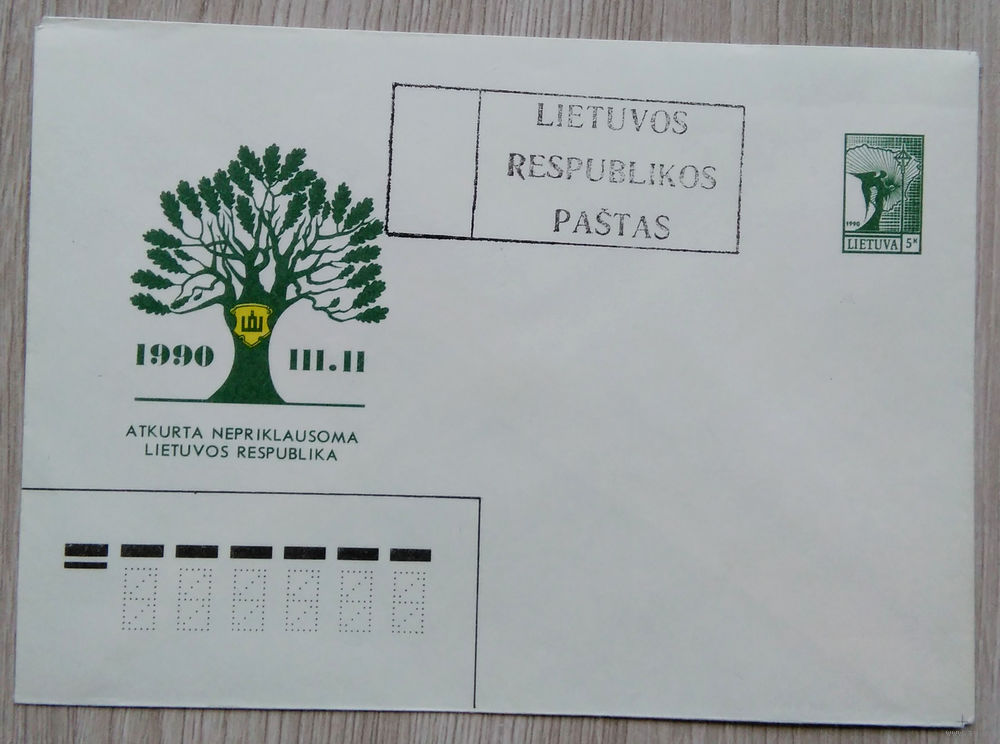 LIETUVOS
RESPUBLIKOS
PAŠTAS
1990
LIETUVA 5ᴷ
1990 III.11
ATKURTA NEPRIKLAUSOMA
LIETUVOS RESPUBLIKA